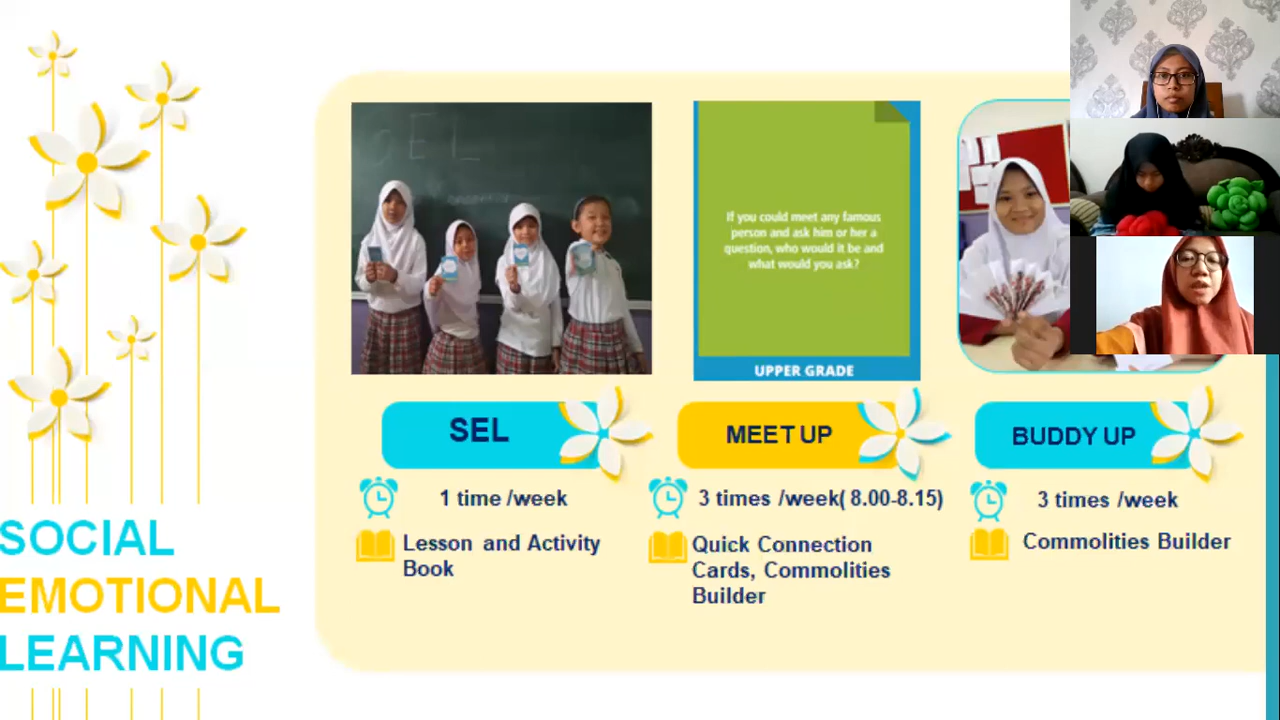 SEL
If you could meet any famous
person and ask him or her a
question, who would it be and
what would you ask?
UPPER GRADE
SEL
MEET UP
BUDDY UP
1 time /week
3 times /week( 8.00-8.15)
3 times /week
Lesson and Activity
Book
Quick Connection
Cards, Commolities
Builder
Commolities Builder
SOCIAL
EMOTIONAL
LEARNING